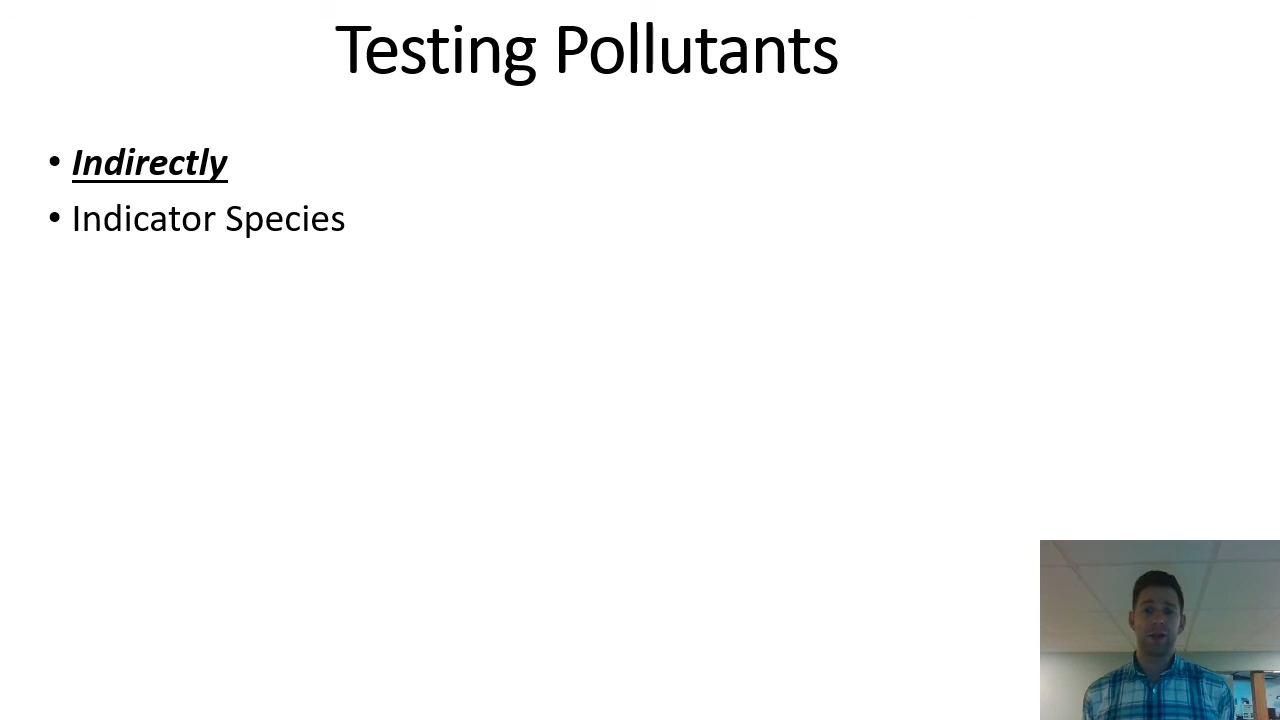 Testing Pollutants
• Indirectly
• Indicator Species